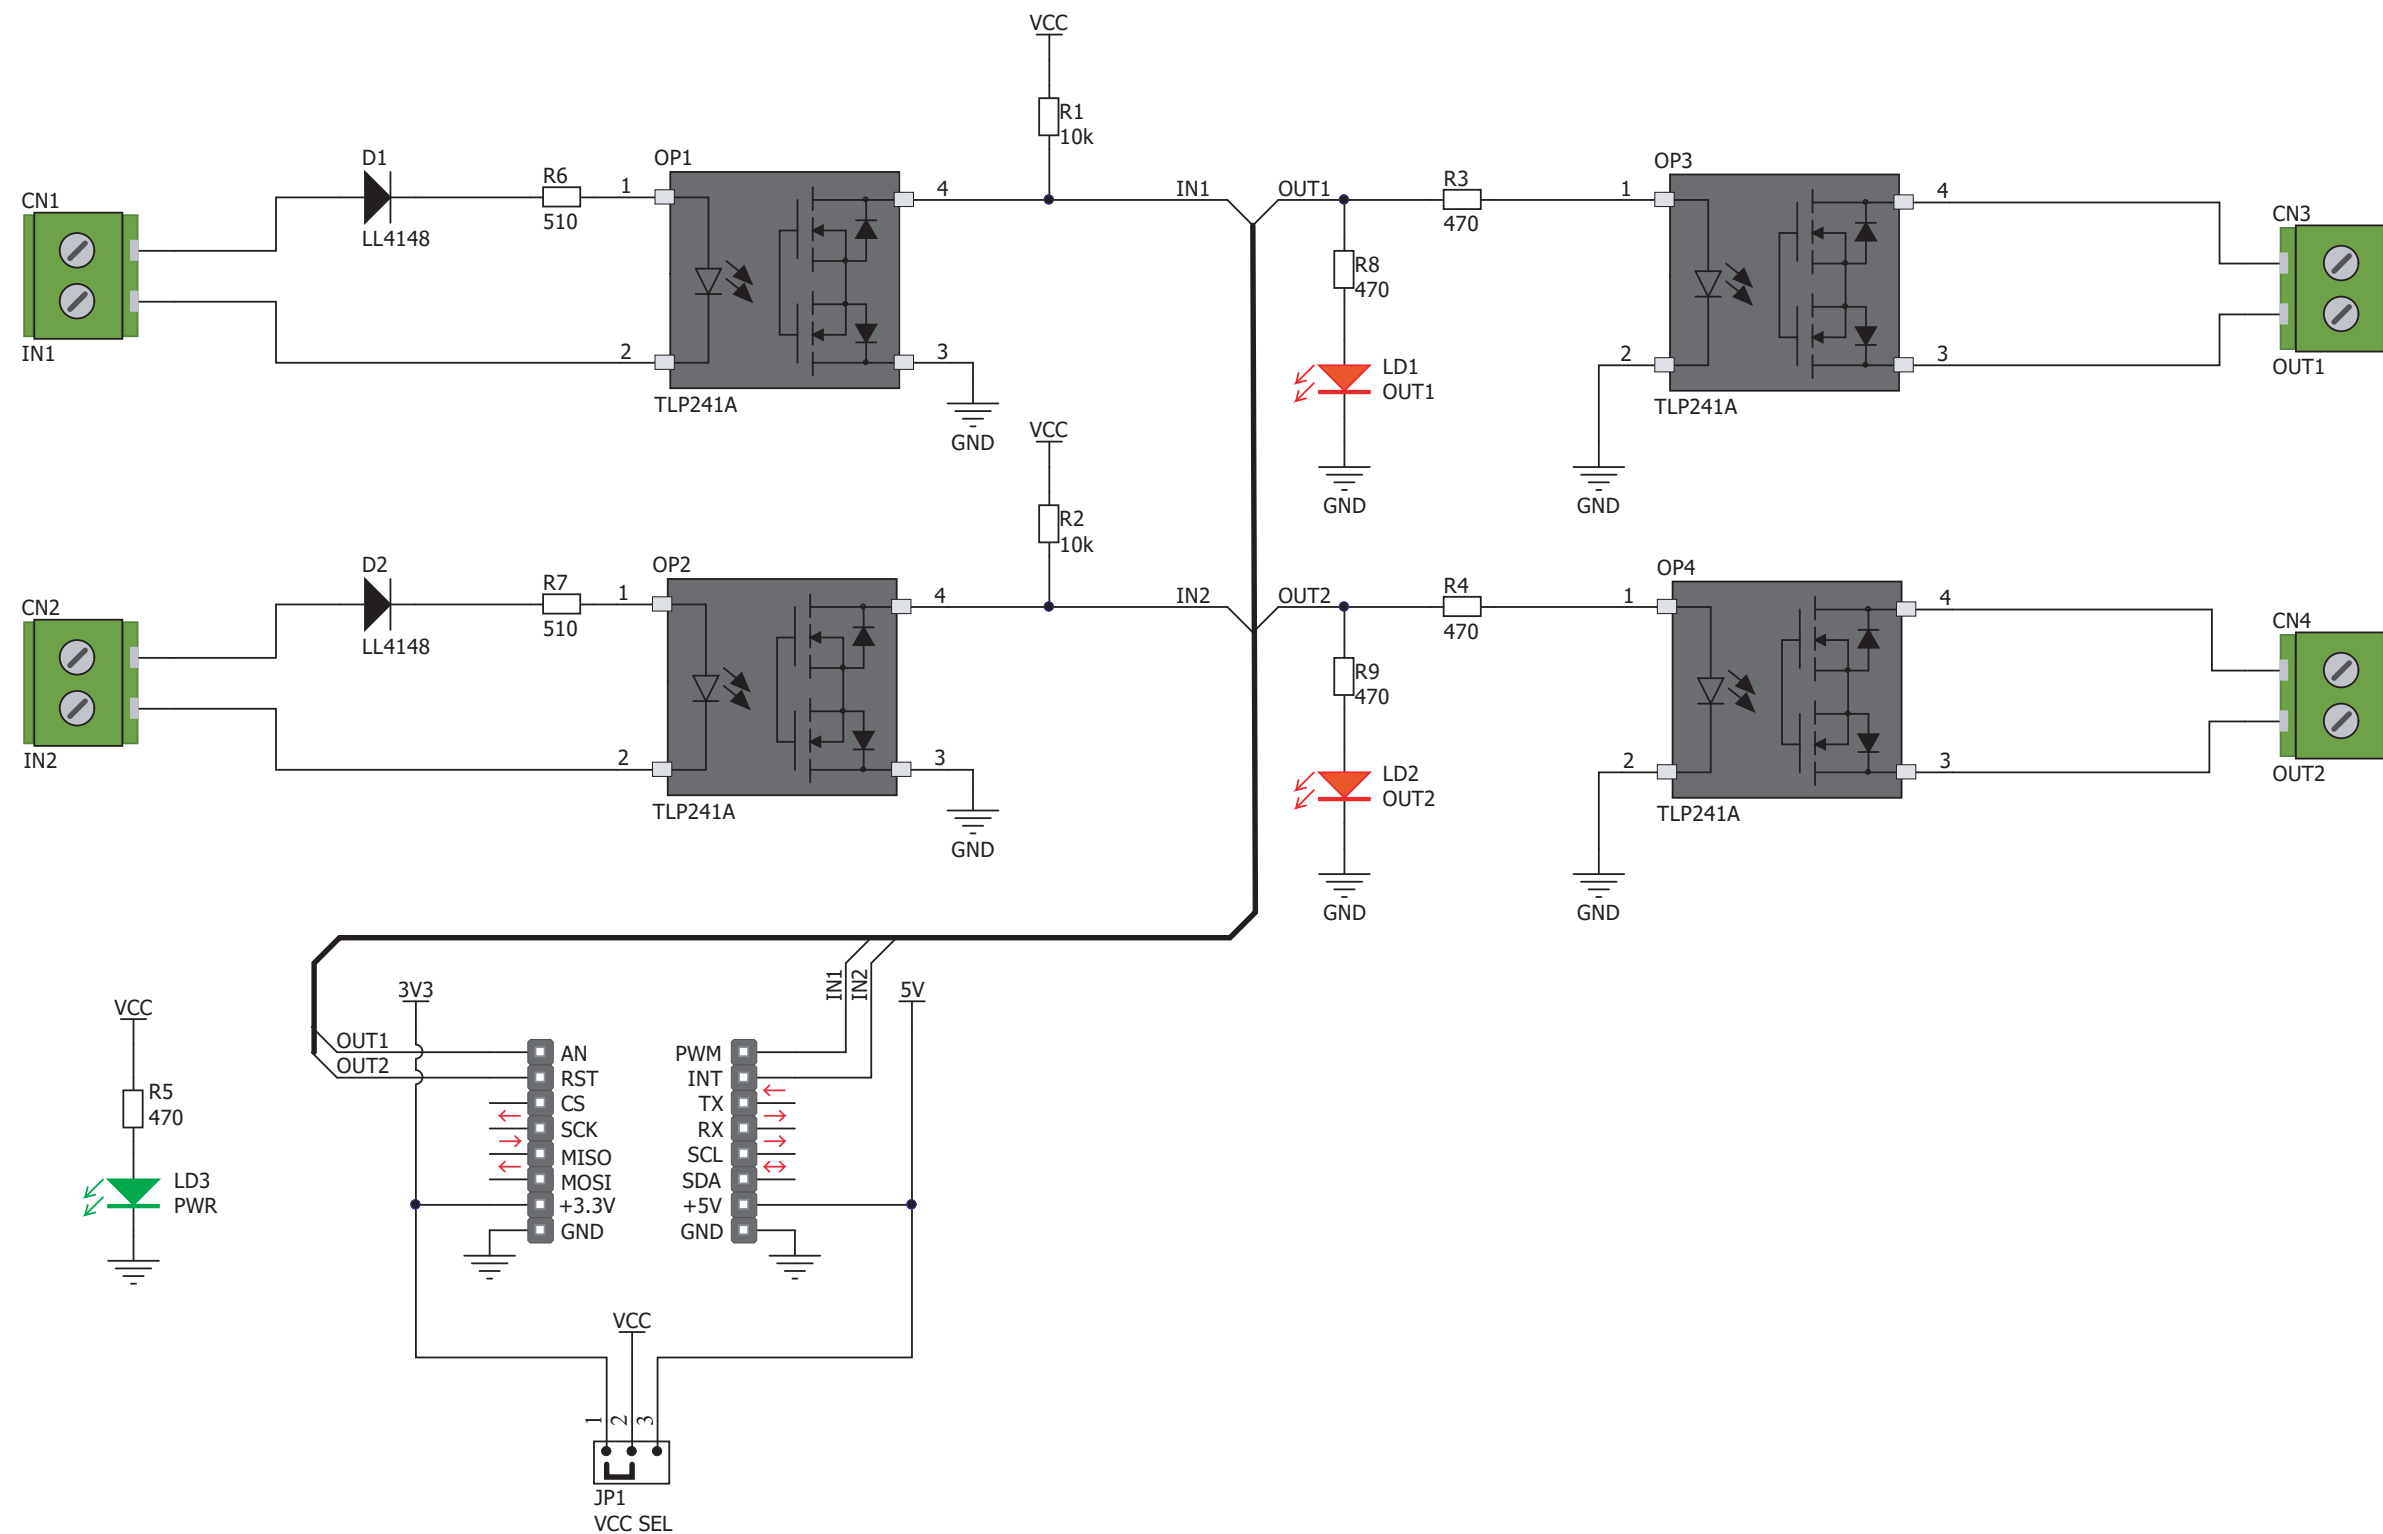 VCC
R1
10k
D1
LL4148
R6
510
1
OP1
4
IN1
OUT1
R3
470
1
OP3
4
CN1
IN1
CN3
OUT1
R8
470
2
3
TLP241A
GND
LD1
OUT1
GND
2
3
TLP241A
GND
VCC
R2
10k
D2
LL4148
R7
510
1
OP2
4
IN2
OUT2
R4
470
1
OP4
4
CN2
IN2
CN4
OUT2
R9
470
2
3
TLP241A
GND
LD2
OUT2
GND
2
3
TLP241A
GND
IN1
IN2
3V3
5V
VCC
R5
470
LD3
PWR
OUT1
OUT2
AN
RST
CS
SCK
MISO
MOSI
+3.3V
GND
PWM
INT
TX
RX
SCL
SDA
+5V
GND
VCC
1
2
3
JP1
VCC SEL